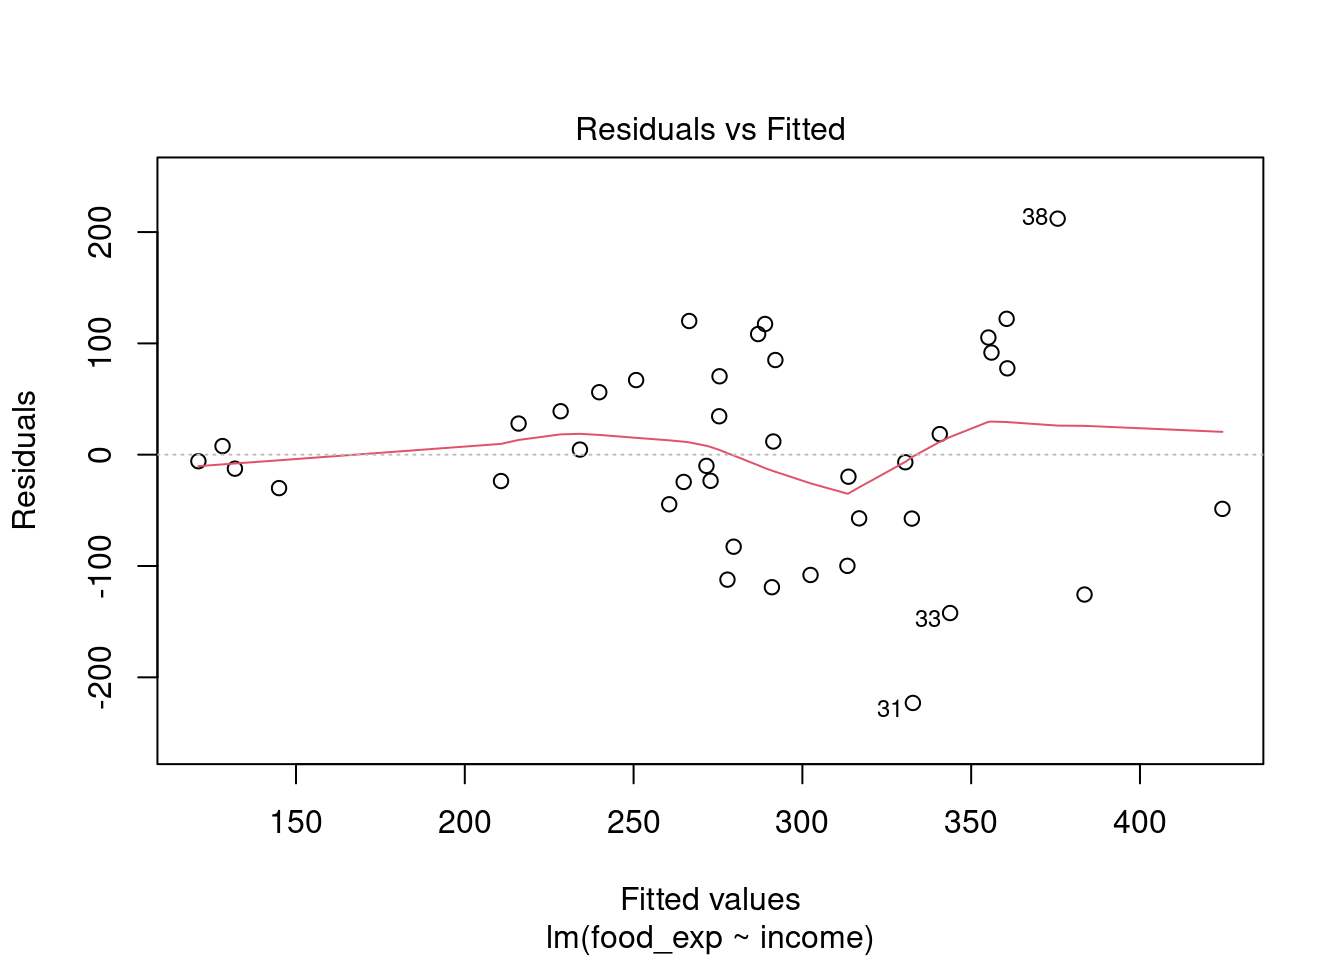 Residuals vs Fitted
Residuals
200
100
0
-100
-200
38
33
31
150 200 250 300 350 400
Fitted values
lm(food_exp ~ income)